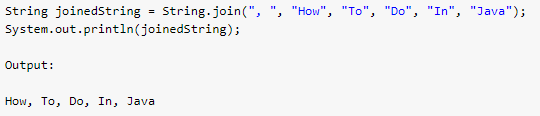 String joinedString = String.join(", ", "How", "To", "Do", "In", "Java");
System.out.println(joinedString);
Output:
How, To, Do, In, Java